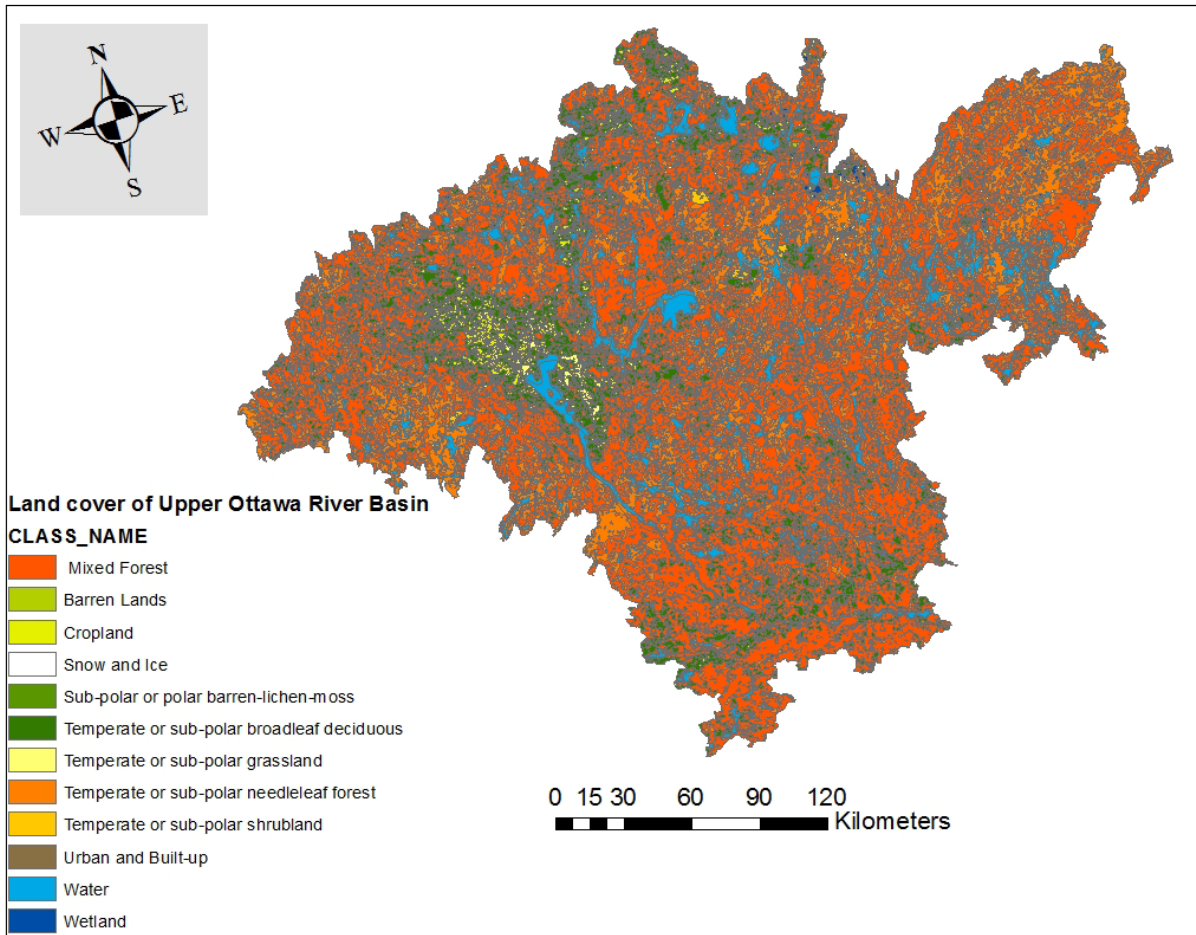 N
W E
S
Land cover of Upper Ottawa River Basin
CLASS_NAME
Mixed Forest
Barren Lands
Cropland
Snow and Ice
Sub-polar or polar barren-lichen-moss
Temperate or sub-polar broadleaf deciduous
Temperate or sub-polar grassland
Temperate or sub-polar needleleaf forest
Temperate or sub-polar shrubland
Urban and Built-up
Water
Wetland
0 15 30 60 90 120
Kilometers